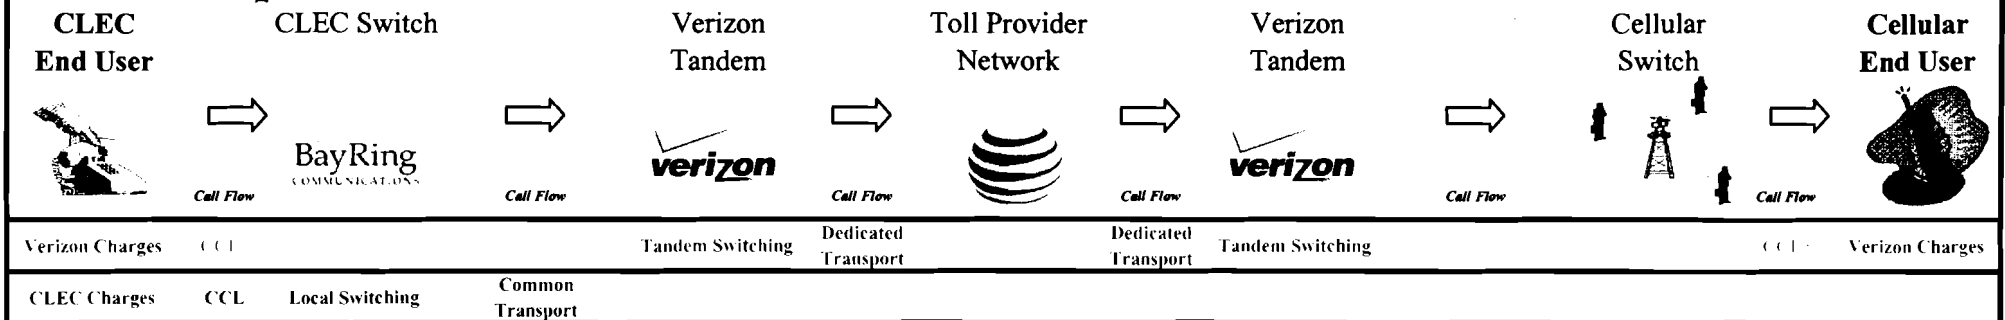 CLEC CLEC Switch Verizon Toll Provider Verizon Cellular Cellular
End User Tandem Network Tandem Switch End User
BayRing
COMMUNICATIONS
verizon verizon
Call Flow Call Flow Call Flow Call Flow Call Flow Call Flow
Verizon Charges CCL Tandem Switching Dedicated Transport Dedicated Transport Tandem Switching CCL Verizon Charges
CLEC Charges CCL Local Switching Common Transport